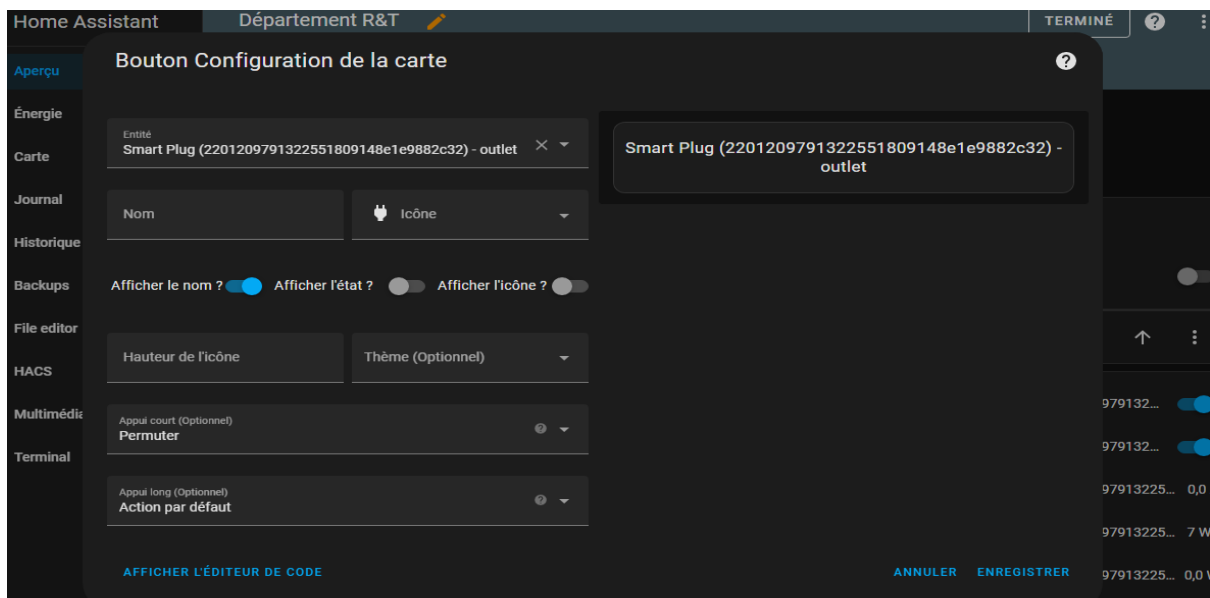 Home Assistant
Département R&T
TERMINÉ
Bouton Configuration de la carte
Aperçu
Énergie
Carte
Journal
Historique
Backups
File editor
HACS
Multimédia
Terminal
Entité
Smart Plug (2201209791322551809148e1e9882c32) - outlet
Nom
Icône
Afficher le nom ?
Afficher l'état ?
Afficher l'icône ?
Hauteur de l'icône
Thème (Optionnel)
Appui court (Optionnel)
Permuter
Appui long (Optionnel)
Action par défaut
AFFICHER L'ÉDITEUR DE CODE
Smart Plug (2201209791322551809148e1e9882c32) -
outlet
ANNULER
ENREGISTRER
979132...
979132...
97913225... 0,0
97913225... 7 W
97913225... 0,0